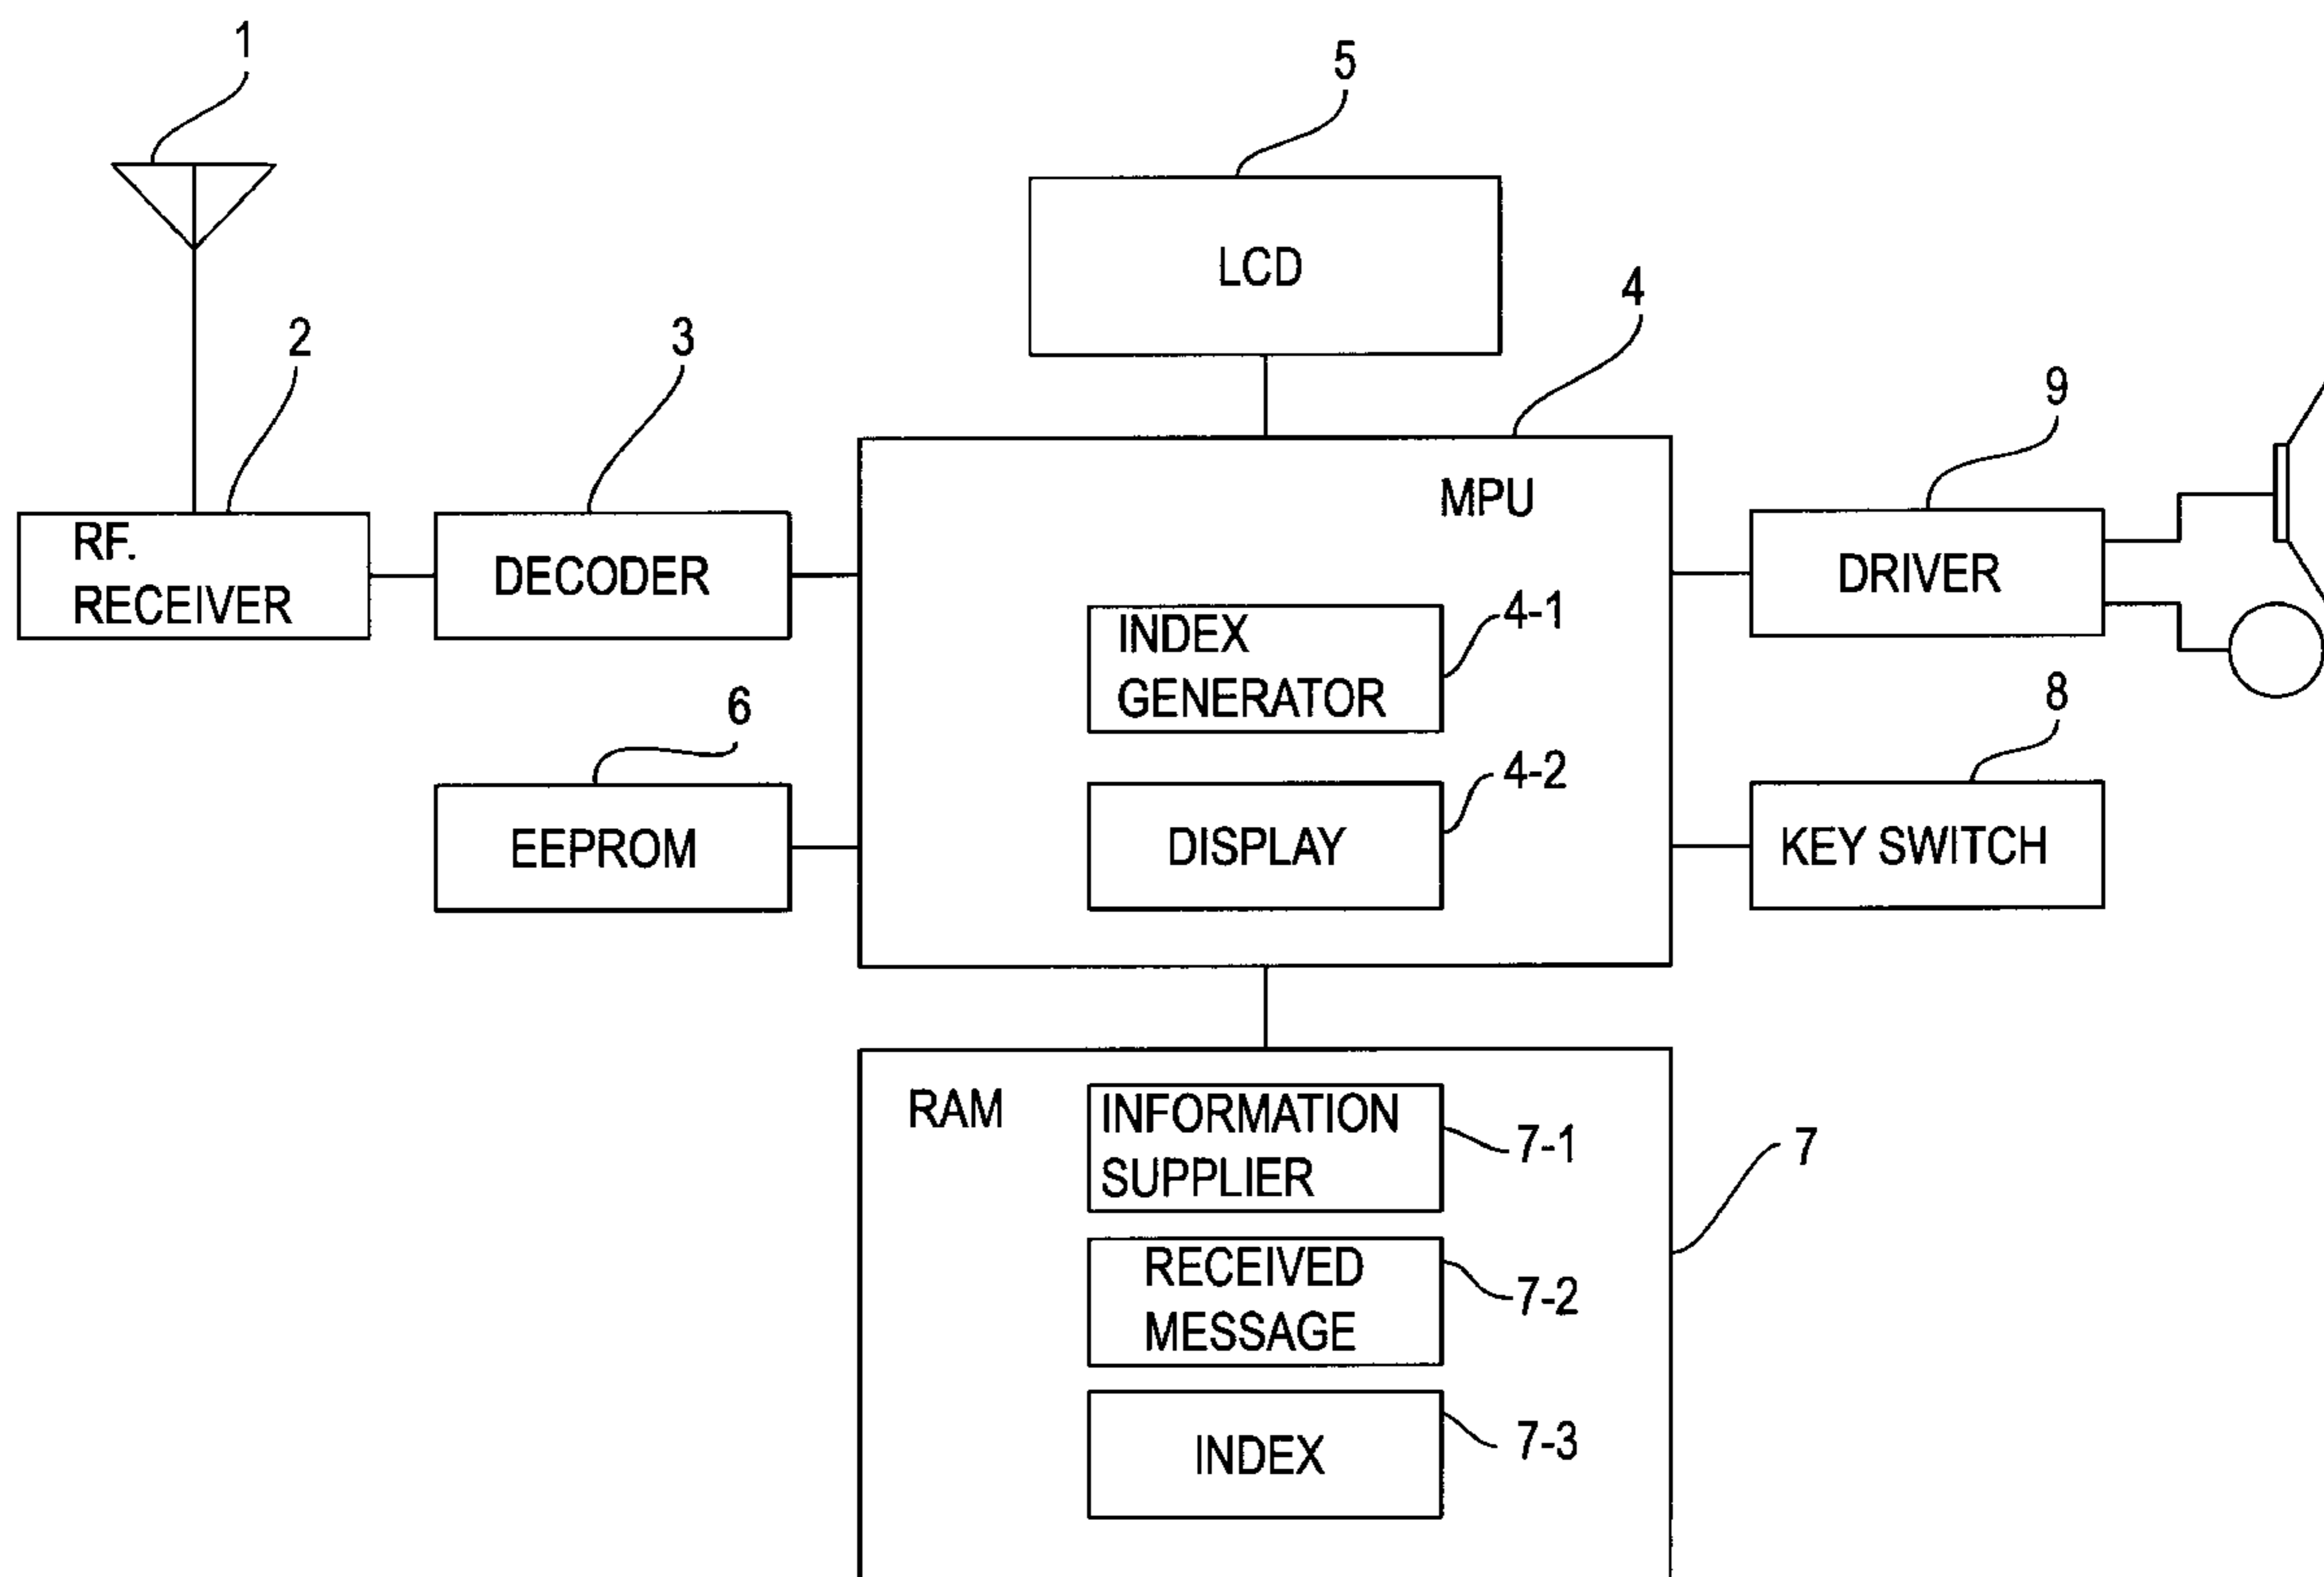 1
5
LCD
4
2
3
9
MPU
RF.
RECEIVER
DECODER
DRIVER
INDEX
GENERATOR
4-1
6
8
4-2
EEPROM
DISPLAY
KEY SWITCH
RAM
INFORMATION
SUPPLIER
7-1
7
RECEIVED
MESSAGE
7-2
INDEX
7-3